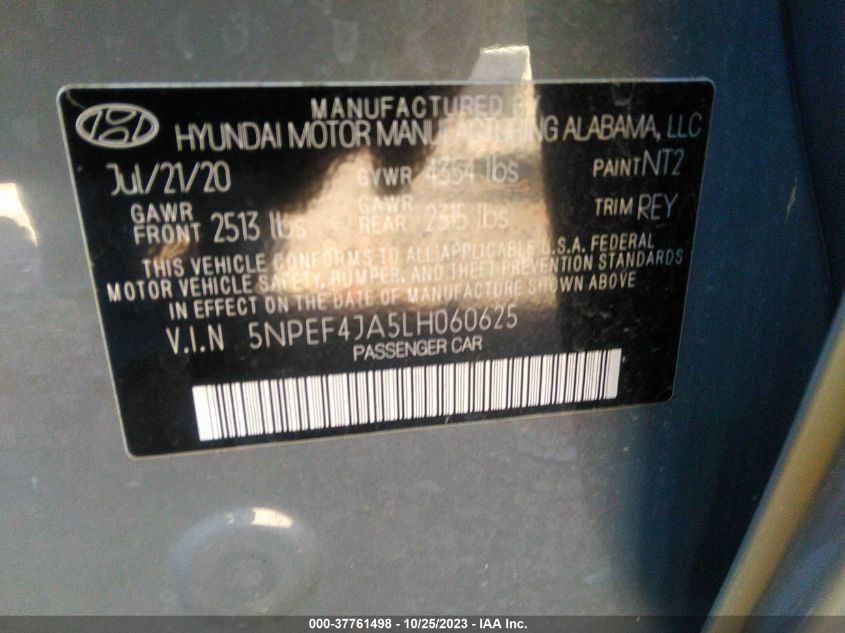 MANUFACTURED BY
HYUNDAI MOTOR MANUFACTURING ALABAMA, LLC
Jul/21/20 GVWR 4354 lbs PAINT NT2
GAWR FRONT 2513 lbs GAWR REAR 2315 lbs TRIM REY
THIS VEHICLE CONFORMS TO ALL APPLICABLE U.S.A. FEDERAL
MOTOR VEHICLE SAFETY, BUMPER, AND THEFT PREVENTION STANDARDS
IN EFFECT ON THE DATE OF MANUFACTURE SHOWN ABOVE
V.I.N 5NPEF4JA5LH060625
PASSENGER CAR
000-37761498 - 10/25/2023 - IAA Inc.